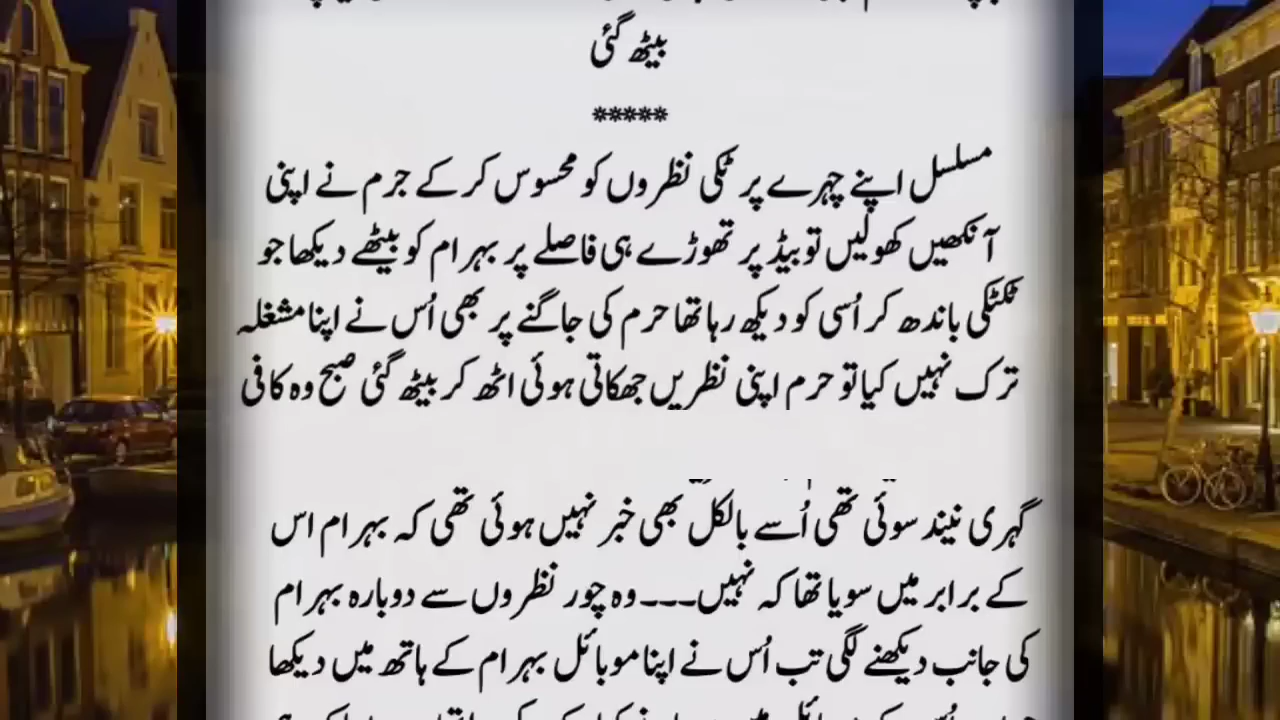 بیٹھ گئی
*****
مسلسل اپنے چہرے پر ٹکی نظروں کو محسوس کر کے جرم نے اپنی
آنکھیں کھولیں تو بیڈ پر تھوڑے ہی فاصلے پر بہرام کو بیٹھے دیکھا جو
ٹکٹکی باندھ کر اُسی کو دیکھ رہا تھا حرم کی جاگنے پر بھی اُس نے اپنا مشغلہ
ترک نہیں کیا تو حرم اپنی نظریں جھکاتی ہوئی اٹھ کر بیٹھ گئی صبح وہ کافی
گہری نیند سوئی تھی اُسے بالکل بھی خبر نہیں ہوئی تھی کہ بہرام اس
کے برابر میں سویا تھا کہ نہیں۔۔۔ وہ چور نظروں سے دوبارہ بہرام
کی جانب دیکھنے لگی تب اُس نے اپنا موبائل بہرام کے ہاتھ میں دیکھا